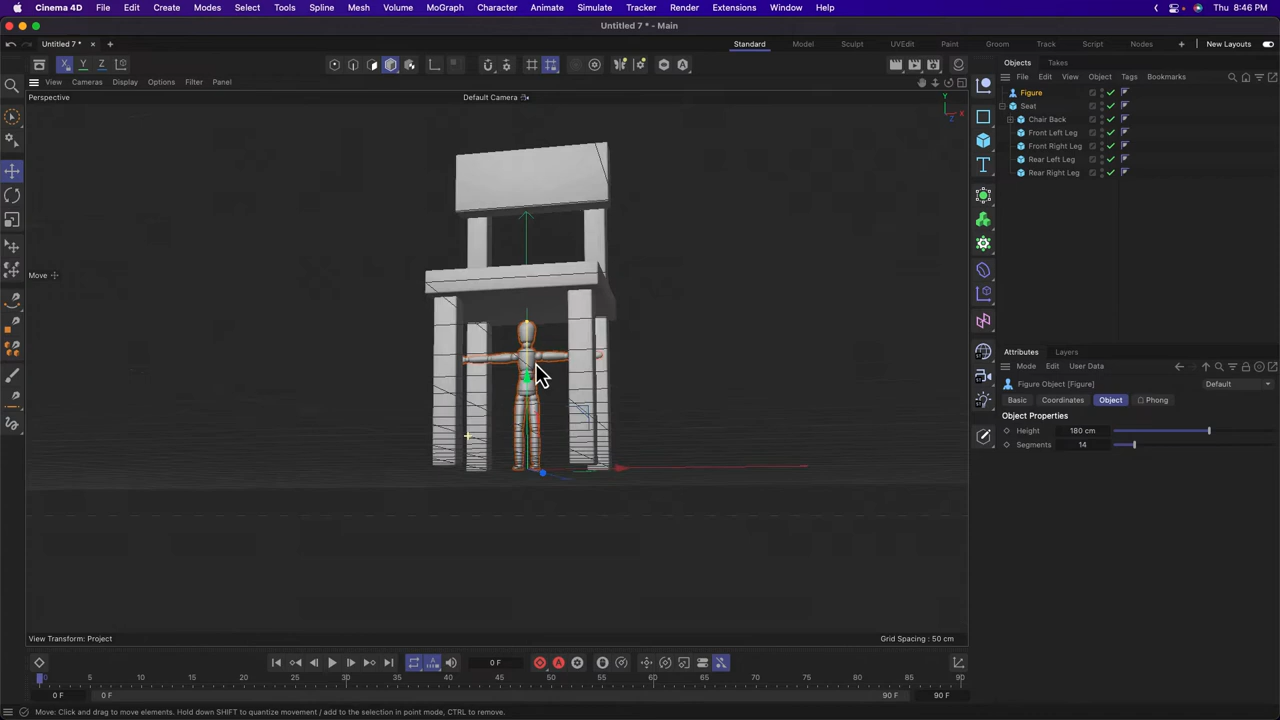 Cinema 4D File Edit Create Modes Select Tools Spline Mesh Volume MoGraph Character Animate Simulate Tracker Render Extensions Window Help Thu 8:46 PM
Untitled 7 * - Main
Untitled 7 * Standard Model Sculpt UVEdit Paint Groom Track Script Nodes New Layouts
X Y Z
View Cameras Display Options Filter Panel
Perspective
Default Camera
Y
X
Z
Move
View Transform: Project
Grid Spacing : 50 cm
Objects Takes
File Edit View Object Tags Bookmarks
Figure
Seat
Chair Back
Front Left Leg
Front Right Leg
Rear Left Leg
Rear Right Leg
Attributes Layers
Mode Edit User Data
Figure Object [Figure] Default
Basic Coordinates Object Phong
Object Properties
Height 180 cm
Segments 14
0 F
0 5 10 15 20 25 30 35 40 45 50 55 60 65 70 75 80 85 90
0 F 0 F 90 F 90 F
Move: Click and drag to move elements. Hold down SHIFT to quantize movement / add to the selection in point mode, CTRL to remove.